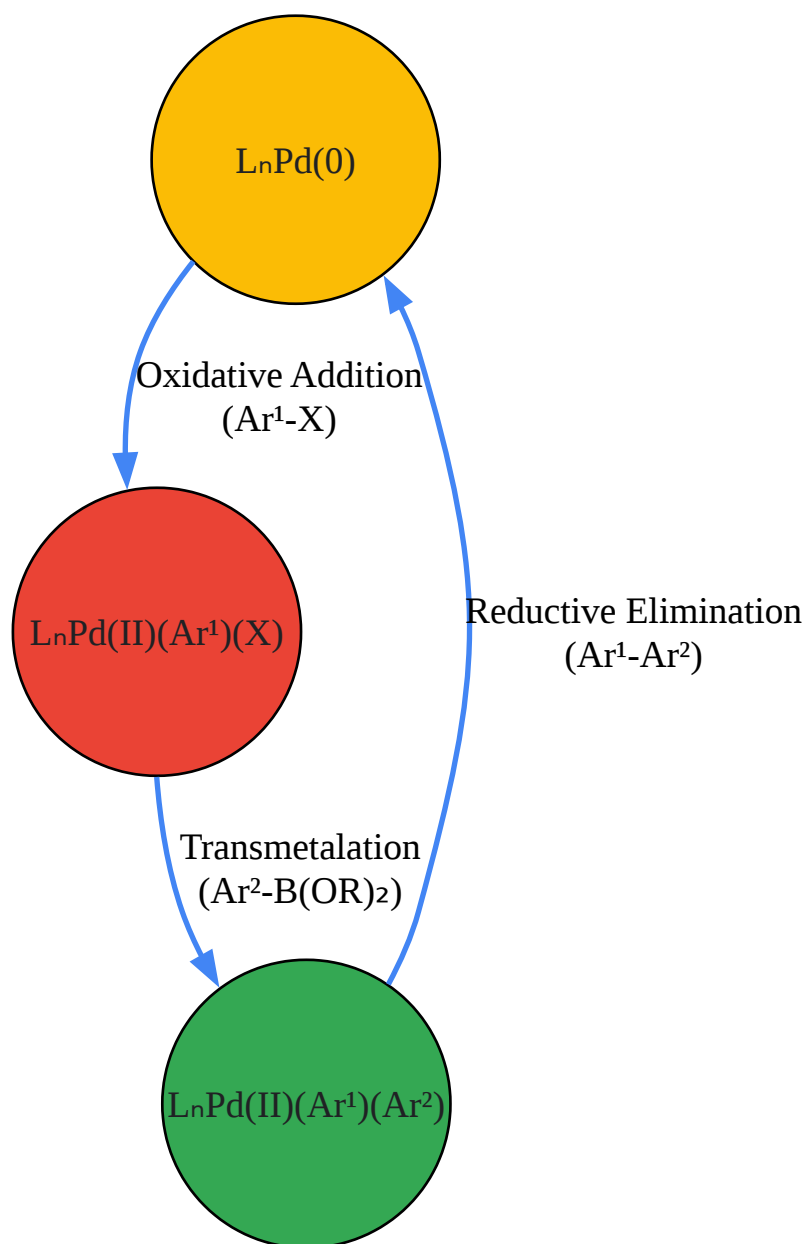 LₙPd(0)
Oxidative Addition
(Ar¹-X)
LₙPd(II)(Ar¹)(X)
Reductive Elimination
(Ar¹-Ar²)
Transmetalation
(Ar²-B(OR)₂)
LₙPd(II)(Ar¹)(Ar²)